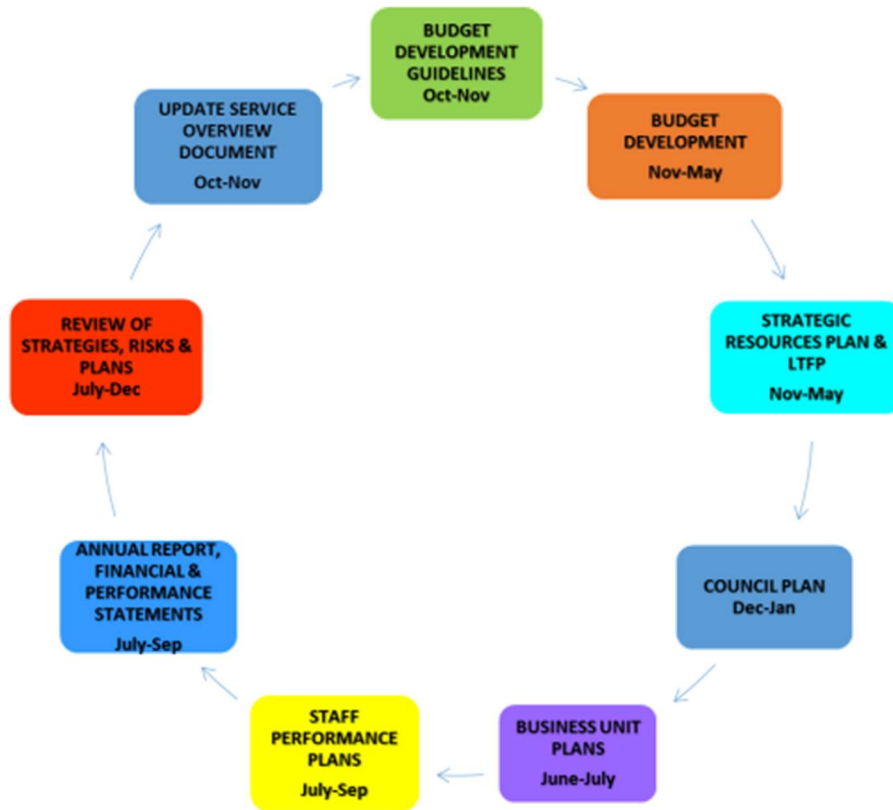 BUDGET
DEVELOPMENT
GUIDELINES
Oct-Nov
BUDGET
DEVELOPMENT
Nov-May
STRATEGIC
RESOURCES PLAN &
LTFP
Nov-May
COUNCIL PLAN
Dec-Jan
BUSINESS UNIT
PLANS
June-July
STAFF
PERFORMANCE
PLANS
July-Sep
ANNUAL REPORT,
FINANCIAL &
PERFORMANCE
STATEMENTS
July-Sep
REVIEW OF
STRATEGIES, RISKS &
PLANS
July-Dec
UPDATE SERVICE
OVERVIEW
DOCUMENT
Oct-Nov